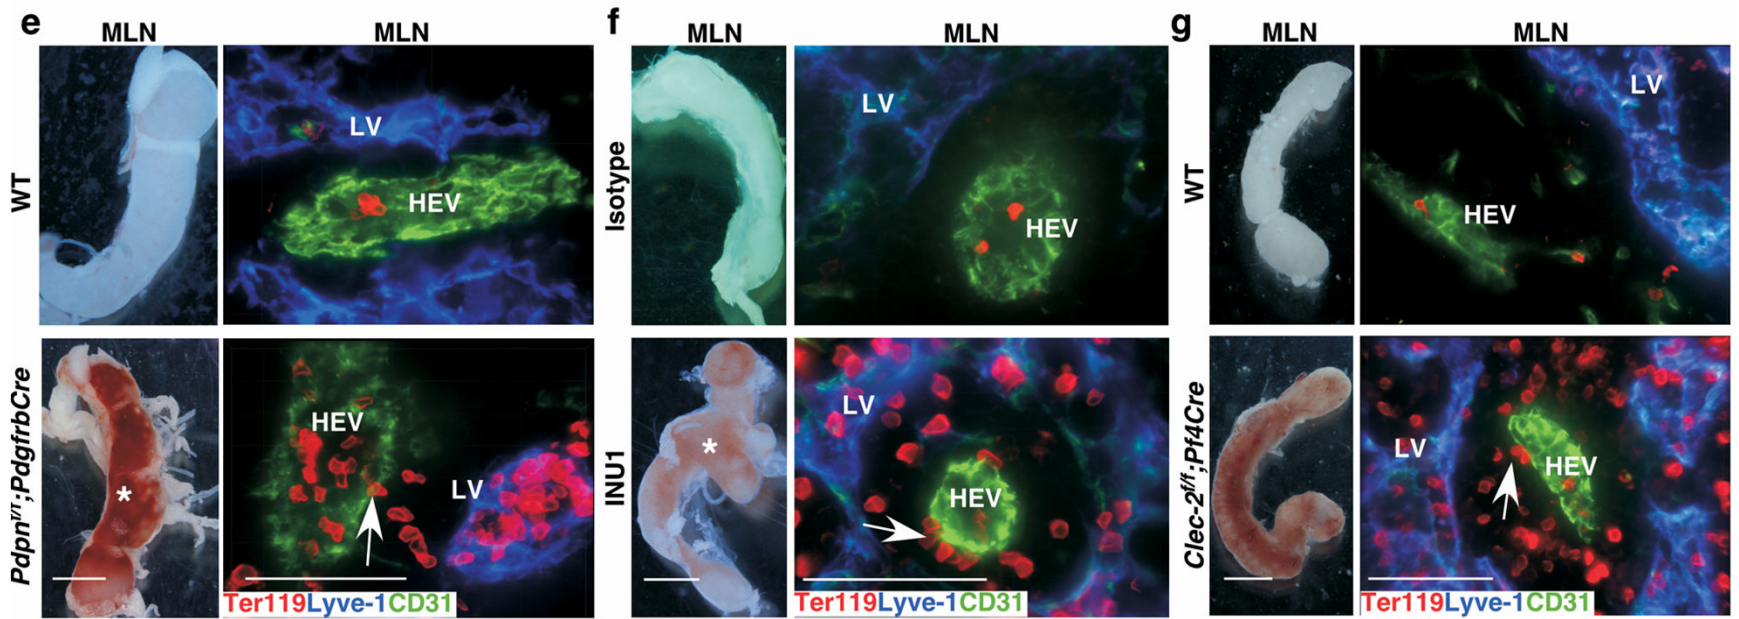 e
MLN
MLN
WT
LV
HEV
Pdpn^f/f;PdgfrbCre
*
HEV
LV
Ter119Lyve-1CD31
f
MLN
MLN
Isotype
LV
HEV
INU1
*
LV
HEV
Ter119Lyve-1CD31
g
MLN
MLN
WT
LV
HEV
Clec-2^f/f;Pf4Cre
LV
HEV
Ter119Lyve-1CD31